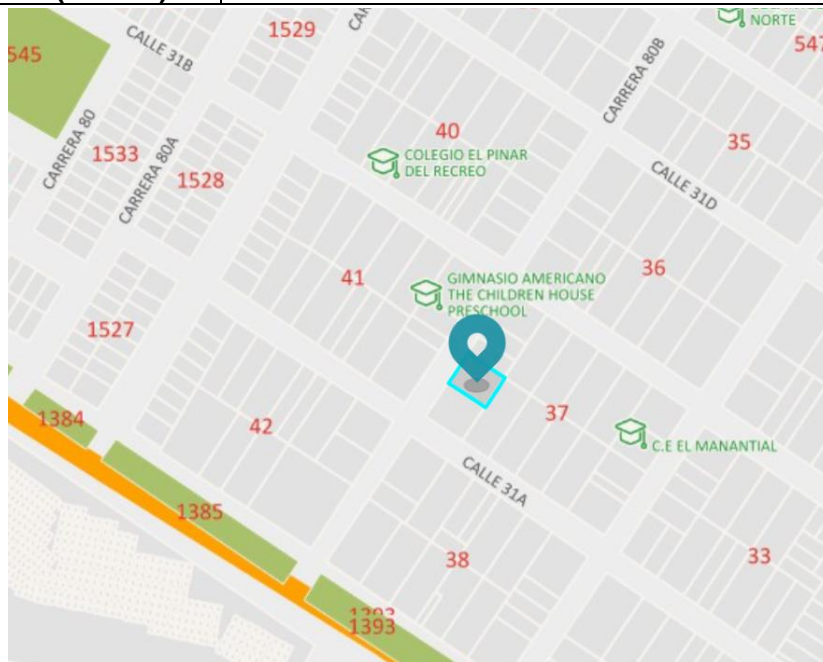 NORTE
1529
545
CALLE 31B
547
CARRERA 80B
40
35
CARRERA 80
1533
COLEGIO EL PINAR
DEL RECREO
CARRERA 80A
1528
CALLE 31D
36
41
GIMNASIO AMERICANO
THE CHILDREN HOUSE
PRESCHOOL
1527
1384
42
37
C.E EL MANANTIAL
CALLE 31A
1385
38
33
1393
1393